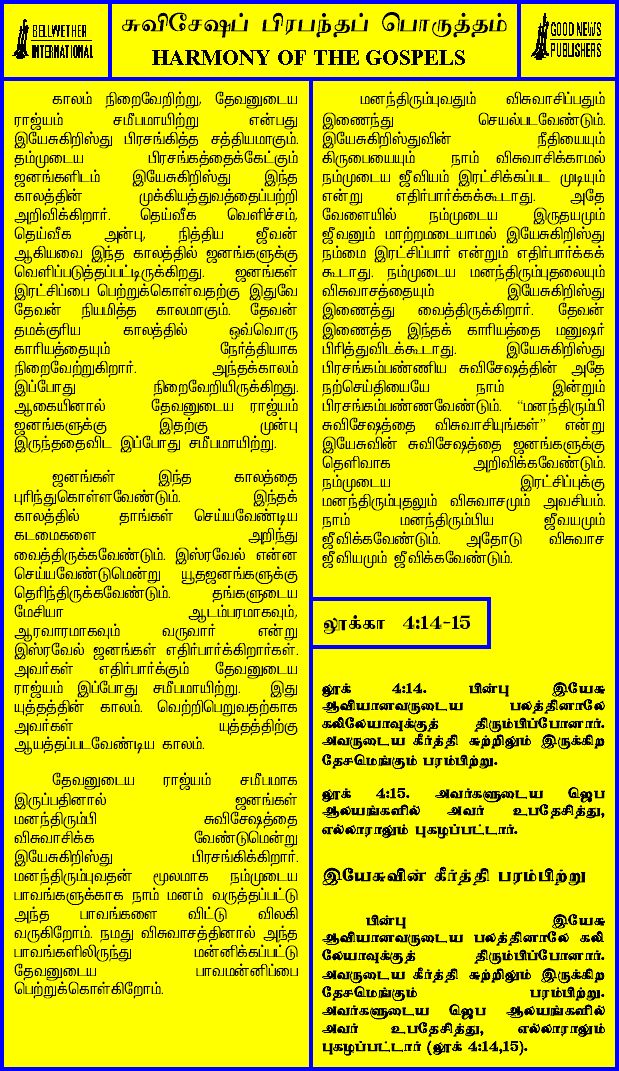 BELLWETHER
INTERNATIONAL
சுவிசேஷப் பிரபந்தப் பொருத்தம்
HARMONY OF THE GOSPELS
GOOD NEWS
PUBLISHERS
காலம் நிறைவேறிற்று, தேவனுடைய
ராஜ்யம் சமீபமாயிற்று என்பது
இயேசுகிறிஸ்து பிரசங்கித்த சத்தியமாகும்.
தம்முடைய பிரசங்கத்தைக்கேட்கும்
ஜனங்களிடம் இயேசுகிறிஸ்து இந்த
காலத்தின் முக்கியத்துவத்தைப்பற்றி
அறிவிக்கிறார். தெய்வீக வெளிச்சம்,
தெய்வீக அன்பு, நித்திய ஜீவன்
ஆகியவை இந்த காலத்தில் ஜனங்களுக்கு
வெளிப்படுத்தப்பட்டிருக்கிறது. ஜனங்கள்
இரட்சிப்பை பெற்றுக்கொள்வதற்கு இதுவே
தேவன் நியமித்த காலமாகும். தேவன்
தமக்குரிய காலத்தில் ஒவ்வொரு
காரியத்தையும் நேர்த்தியாக
நிறைவேற்றுகிறார். அந்தக்காலம்
இப்போது நிறைவேறியிருக்கிறது.
ஆகையினால் தேவனுடைய ராஜ்யம்
ஜனங்களுக்கு இதற்கு முன்பு
இருந்ததைவிட இப்போது சமீபமாயிற்று.
ஜனங்கள் இந்த காலத்தை
புரிந்துகொள்ளவேண்டும். இந்தக்
காலத்தில் தாங்கள் செய்யவேண்டிய
கடமைகளை அறிந்து
வைத்திருக்கவேண்டும். இஸ்ரவேல் என்ன
செய்யவேண்டுமென்று யூதஜனங்களுக்கு
தெரிந்திருக்கவேண்டும். தங்களுடைய
மேசியா ஆடம்பரமாகவும்,
ஆரவாரமாகவும் வருவார் என்று
இஸ்ரவேல் ஜனங்கள் எதிர்பார்க்கிறார்கள்.
அவர்கள் எதிர்பார்க்கும் தேவனுடைய
ராஜ்யம் இப்போது சமீபமாயிற்று. இது
யுத்தத்தின் காலம். வெற்றிபெறுவதற்காக
அவர்கள் யுத்தத்திற்கு
ஆயத்தப்படவேண்டிய காலம்.
தேவனுடைய ராஜ்யம் சமீபமாக
இருப்பதினால் ஜனங்கள்
மனந்திரும்பி சுவிசேஷத்தை
விசுவாசிக்க வேண்டுமென்று
இயேசுகிறிஸ்து பிரசங்கிக்கிறார்.
மனந்திரும்புவதன் மூலமாக நம்முடைய
பாவங்களுக்காக நாம் மனம் வருத்தப்பட்டு
அந்த பாவங்களை விட்டு விலகி
வருகிறோம். நமது விசுவாசத்தினால் அந்த
பாவங்களிலிருந்து மன்னிக்கப்பட்டு
தேவனுடைய பாவமன்னிப்பை
பெற்றுக்கொள்கிறோம்.
மனந்திரும்புவதும் விசுவாசிப்பதும்
இணைந்து செயல்படவேண்டும்.
இயேசுகிறிஸ்துவின் நீதியையும்
கிருபையையும் நாம் விசுவாசிக்காமல்
நம்முடைய ஜீவியம் இரட்சிக்கப்பட முடியும்
என்று எதிர்பார்க்கக்கூடாது. அதே
வேளையில் நம்முடைய இருதயமும்
ஜீவனும் மாற்றமடையாமல் இயேசுகிறிஸ்து
நம்மை இரட்சிப்பார் என்றும் எதிர்பார்க்கக்
கூடாது. நம்முடைய மனந்திரும்புதலையும்
விசுவாசத்தையும் இயேசுகிறிஸ்து
இணைத்து வைத்திருக்கிறார். தேவன்
இணைத்த இந்தக் காரியத்தை மனுஷர்
பிரித்துவிடக்கூடாது. இயேசுகிறிஸ்து
பிரசங்கம்பண்ணிய சுவிசேஷத்தின் அதே
நற்செய்தியையே நாம் இன்றும்
பிரசங்கம்பண்ணவேண்டும். “மனந்திரும்பி
சுவிசேஷத்தை விசுவாசியுங்கள்” என்று
இயேசுவின் சுவிசேஷத்தை ஜனங்களுக்கு
தெளிவாக அறிவிக்கவேண்டும்.
நம்முடைய இரட்சிப்புக்கு
மனந்திரும்புதலும் விசுவாசமும் அவசியம்.
நாம் மனந்திரும்பிய ஜீவயமும்
ஜீவிக்கவேண்டும். அதோடு விசுவாச
ஜீவியமும் ஜீவிக்கவேண்டும்.
லூக்கா 4:14-15
லூக் 4:14. பின்பு இயேசு
ஆவியானவருடைய பலத்தினாலே
கலிலேயாவுக்குத் திரும்பிப்போனார்.
அவருடைய கீர்த்தி சுற்றிலும் இருக்கிற
தேசமெங்கும் பரம்பிற்று.
லூக் 4:15. அவர்களுடைய ஜெப
ஆலயங்களில் அவர் உபதேசித்து,
எல்லாராலும் புகழப்பட்டார்.
இயேசுவின் கீர்த்தி பரம்பிற்று
பின்பு இயேசு
ஆவியானவருடைய பலத்தினாலே கலி
லேயாவுக்குத் திரும்பிப்போனார்.
அவருடைய கீர்த்தி சுற்றிலும் இருக்கிற
தேசமெங்கும் பரம்பிற்று.
அவர்களுடைய ஜெப ஆலயங்களில்
அவர் உபதேசித்து, எல்லாராலும்
புகழப்பட்டார் (லூக் 4:14,15).